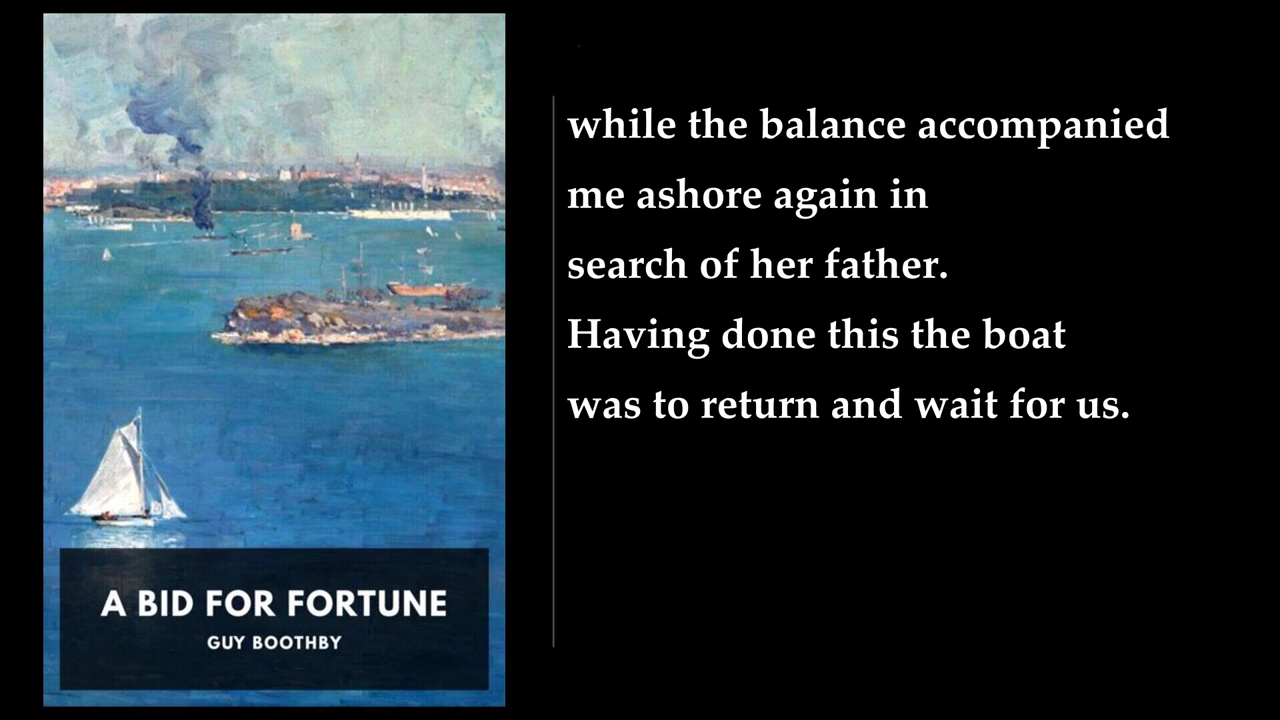 while the balance accompanied
me ashore again in
search of her father.
Having done this the boat
was to return and wait for us.
A BID FOR FORTUNE
GUY BOOTHBY